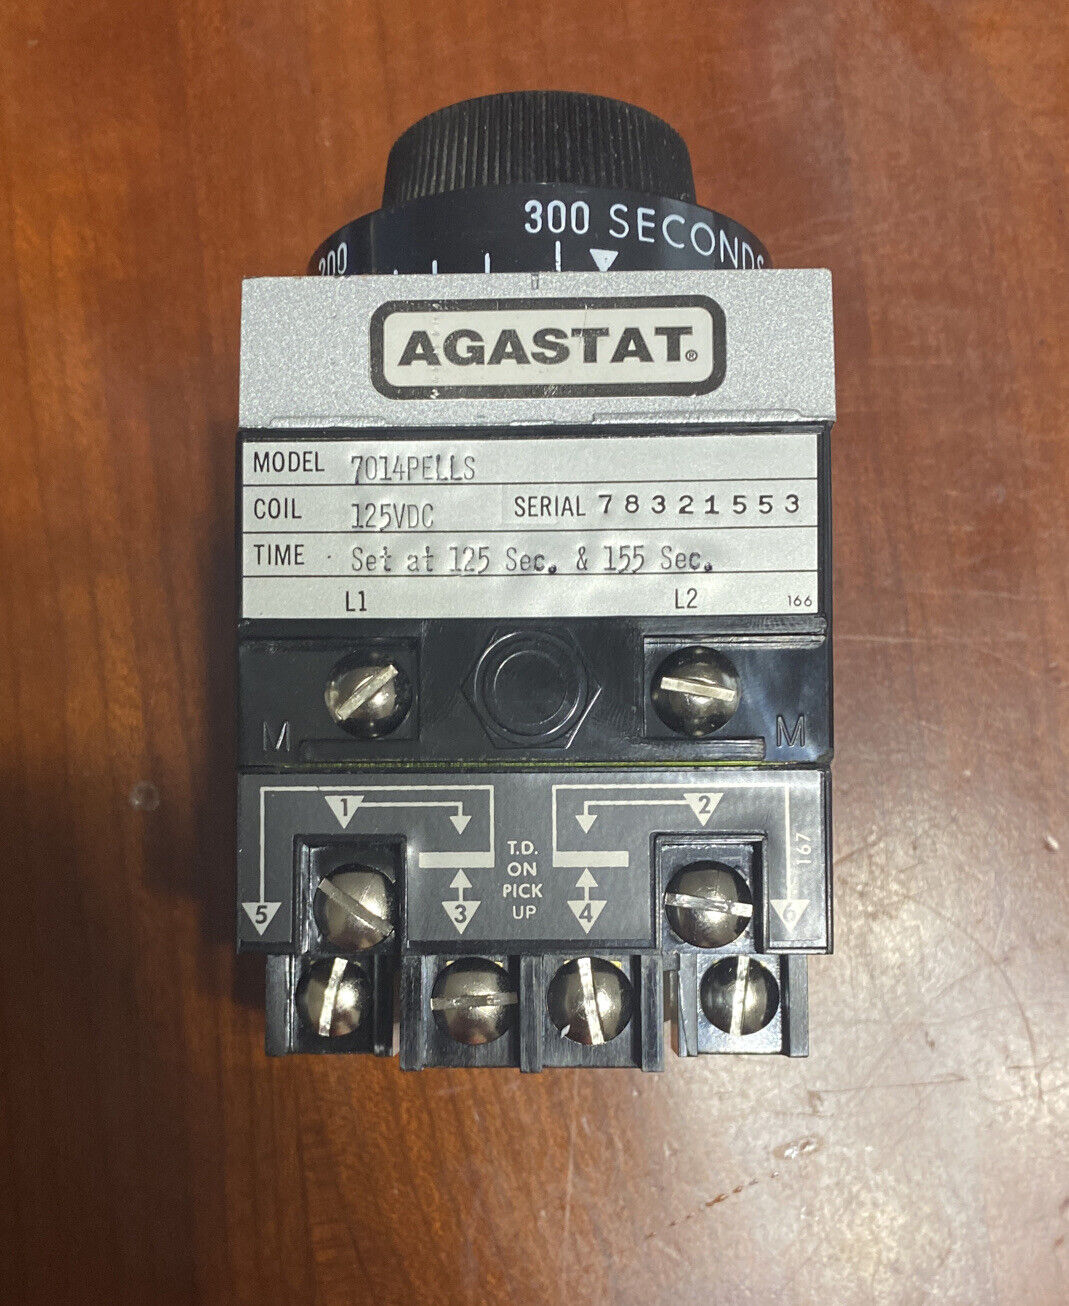 300 SECONDS
200
AGASTAT®
MODEL 7014PELLS
COIL 125VDC SERIAL 78321553
TIME Set at 125 Sec. & 155 Sec.
L1 L2 166
M M
1 2
T.D.
ON
PICK
UP
167
5 3 4 6